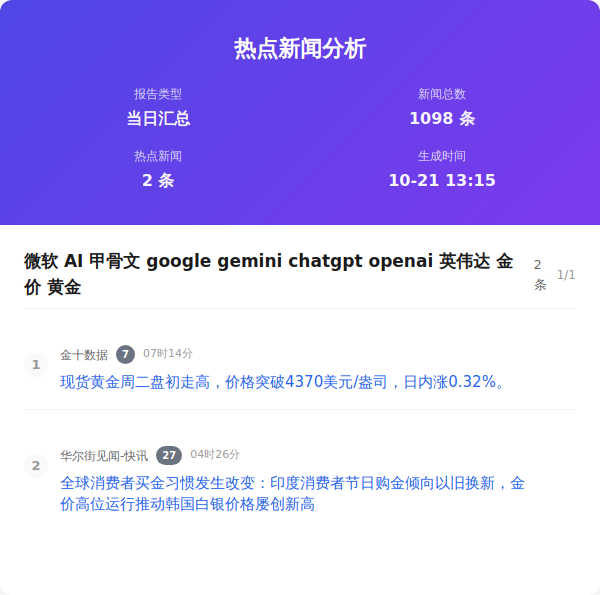 热点新闻分析
报告类型
当日汇总
新闻总数
1098 条
热点新闻
2 条
生成时间
10-21 13:15
微软 AI 甲骨文 google gemini chatgpt openai 英伟达 金
价 黄金
2
条
1/1
1
金十数据 7 07时14分
现货黄金周二盘初走高，价格突破4370美元/盎司，日内涨0.32%。
2
华尔街见闻-快讯 27 04时26分
全球消费者买金习惯发生改变：印度消费者节日购金倾向以旧换新，金
价高位运行推动韩国白银价格屡创新高